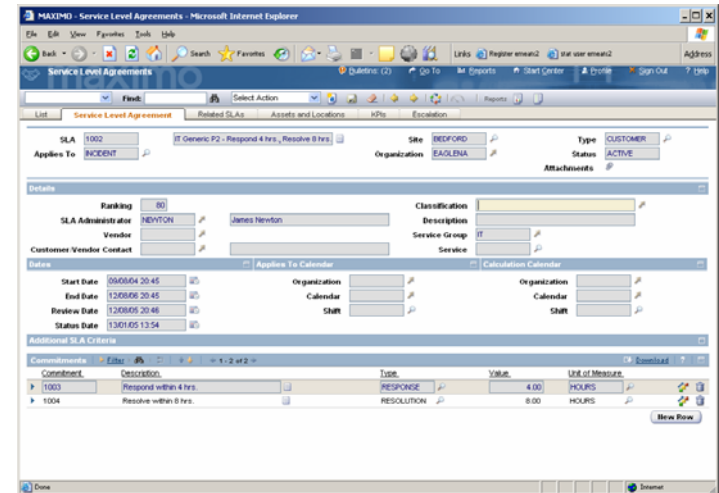 MAXIMO - Service Level Agreements - Microsoft Internet Explorer
File Edit View Favorites Tools Help
Back Search Favorites Links Register emeain2 stat user emeain2 Address
Service Level Agreements Bulletins: (2) Go To Reports Start Center Profile Sign Out Help
maximo
Find: Select Action Reports
List Service Level Agreement Related SLAs Assets and Locations KPIs Escalation
SLA 1002 IT Generic P2 - Respond 4 hrs., Resolve 8 hrs. Site BEDFORD Type CUSTOMER
Applies To INCIDENT Organization EAGLENA Status ACTIVE
Attachments
Details
Ranking 80 Classification
SLA Administrator NEWTON James Newton Description
Vendor Service Group IT
Customer/Vendor Contact Service
Dates Applies To Calendar Calculation Calendar
Start Date 09/08/04 20:45 Organization Organization
End Date 12/08/06 20:45 Calendar Calendar
Review Date 12/08/05 20:46 Shift Shift
Status Date 13/01/05 13:54
Additional SLA Criteria
Commitments Filter 1 - 2 of 2 Download ?
Commitment Description Type Value Unit of Measure
1003 Respond within 4 hrs. RESPONSE 4.00 HOURS
1004 Resolve within 8 hrs. RESOLUTION 8.00 HOURS
New Row
Done Internet